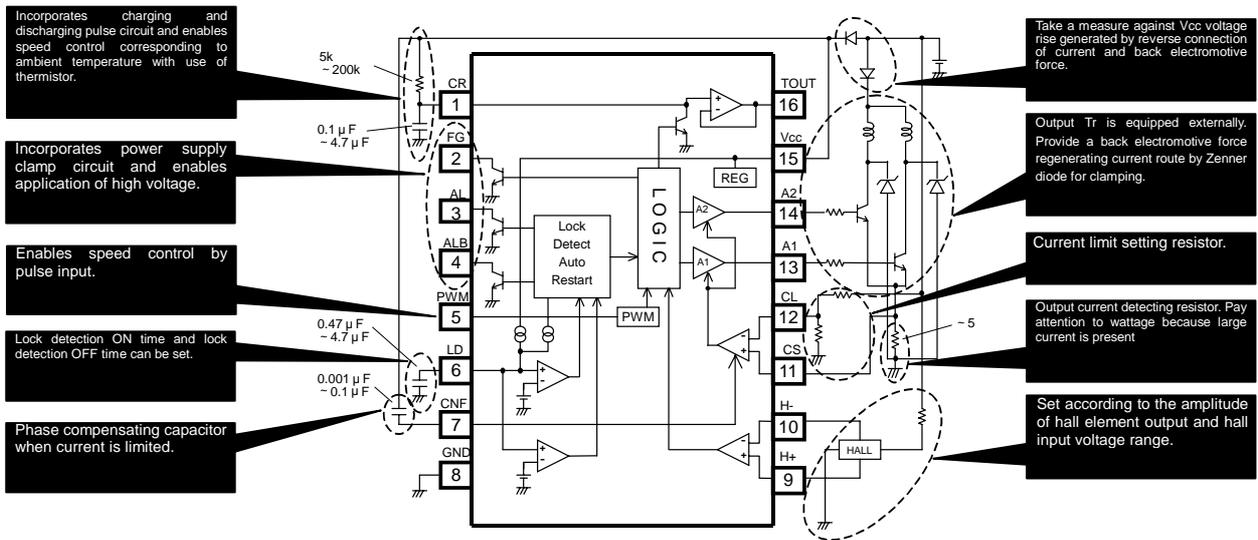 Incorporates charging and
discharging pulse circuit and enables
speed control corresponding to
ambient temperature with use of
thermistor.
Incorporates power supply
clamp circuit and enables
application of high voltage.
Enables speed control by
pulse input.
Lock detection ON time and lock
detection OFF time can be set.
Phase compensating capacitor
when current is limited.
5k
~200k
0.1 µF
~ 4.7 µF
0.47 µF
~ 4.7 µF
0.001 µF
~ 0.1 µF
CR
1
FG
2
AL
3
ALB
4
PWM
5
LD
6
CNF
7
GND
8
Lock
Detect
Auto
Restart
LOGIC
PWM
REG
A2
A1
+
-
+
-
+
-
+
-
+
-
TOUT
16
Vcc
15
A2
14
A1
13
CL
12
CS
11
H-
10
H+
9
~5
HALL
Take a measure against Vcc voltage
rise generated by reverse connection
of current and back electromotive
force.
Output Tr is equipped externally.
Provide a back electromotive force
regenerating current route by Zenner
diode for clamping.
Current limit setting resistor.
Output current detecting resistor. Pay
attention to wattage because large
current is present
Set according to the amplitude
of hall element output and hall
input voltage range.